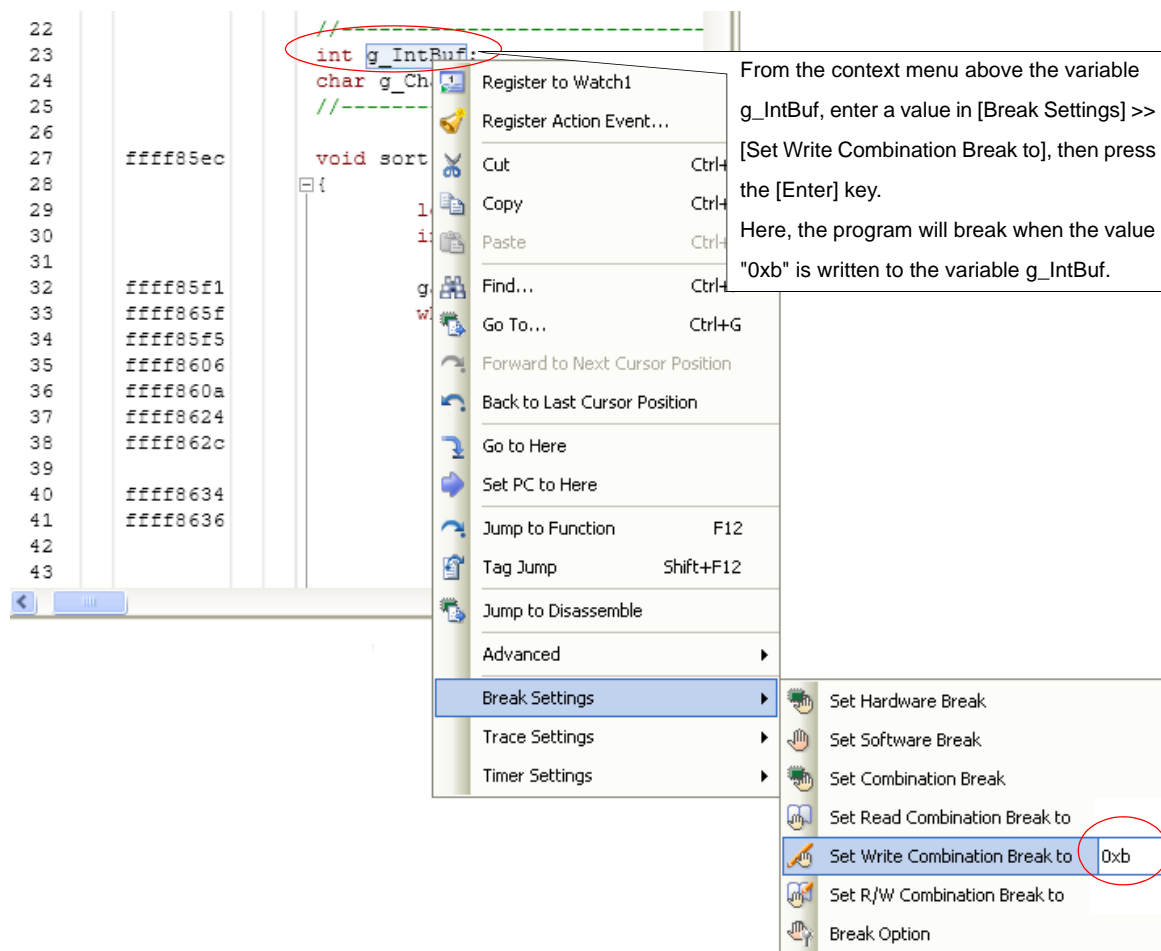 22 //------------------------------------
23 int g_IntBuf;
24 char g_Ch
25 //--------
26
27 ffff85ec void sort
28 {
29 l
30 i
31
32 ffff85f1 g
33 ffff865f w
34 ffff85f5
35 ffff8606
36 ffff860a
37 ffff8624
38 ffff862c
39
40 ffff8634
41 ffff8636
42
43
Register to Watch1
Register Action Event...
Cut Ctrl+
Copy Ctrl+
Paste Ctrl+
Find... Ctrl+
Go To... Ctrl+G
Forward to Next Cursor Position
Back to Last Cursor Position
Go to Here
Set PC to Here
Jump to Function F12
Tag Jump Shift+F12
Jump to Disassemble
Advanced
Break Settings
Trace Settings
Timer Settings
From the context menu above the variable
g_IntBuf, enter a value in [Break Settings] >>
[Set Write Combination Break to], then press
the [Enter] key.
Here, the program will break when the value
"0xb" is written to the variable g_IntBuf.
Set Hardware Break
Set Software Break
Set Combination Break
Set Read Combination Break to
Set Write Combination Break to 0xb
Set R/W Combination Break to
Break Option